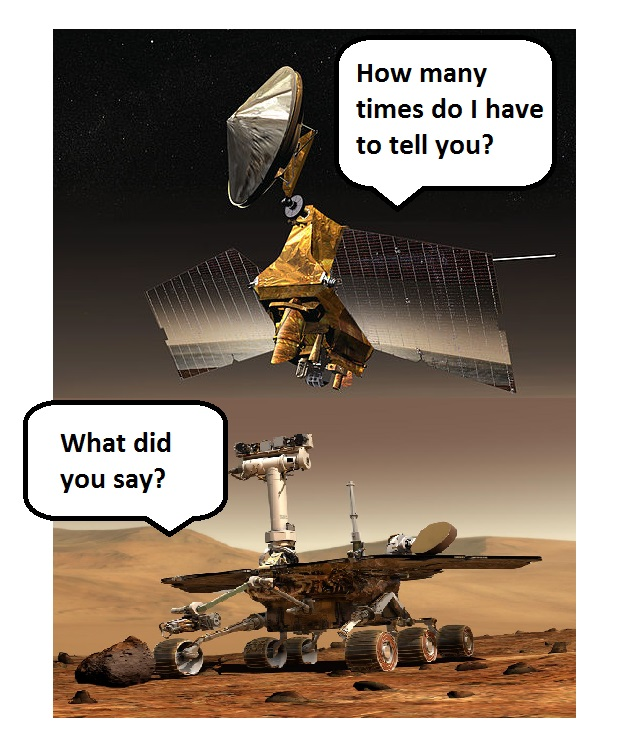 How many
times do I have
to tell you?
What did
you say?